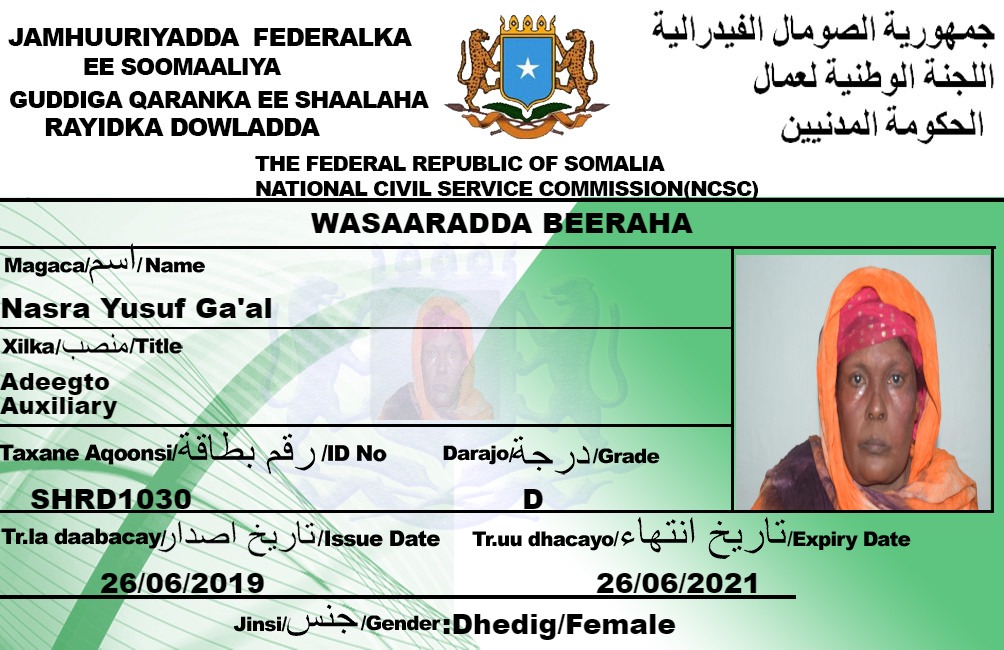 JAMHUURIYADDA FEDERALKA
EE SOOMAALIYA
GUDDIGA QARANKA EE SHAALAHA
RAYIDKA DOWLADDA
جمهورية الصومال الفيدرالية
اللجنة الوطنية لعمال
الحكومة المدنيين
THE FEDERAL REPUBLIC OF SOMALIA
NATIONAL CIVIL SERVICE COMMISSION(NCSC)
WASAARADDA BEERAHA
Magaca/اسم/Name
Nasra Yusuf Ga'al
Xilka/منصب/Title
Adeegto
Auxiliary
Taxane Aqoonsi/رقم بطاقة/ID No
SHRD1030
Darajo/درجة/Grade
D
Tr.la daabacay/تاريخ اصدار/Issue Date
26/06/2019
Tr.uu dhacayo/تاريخ انتهاء/Expiry Date
26/06/2021
Jinsi/جنس/Gender:Dhedig/Female